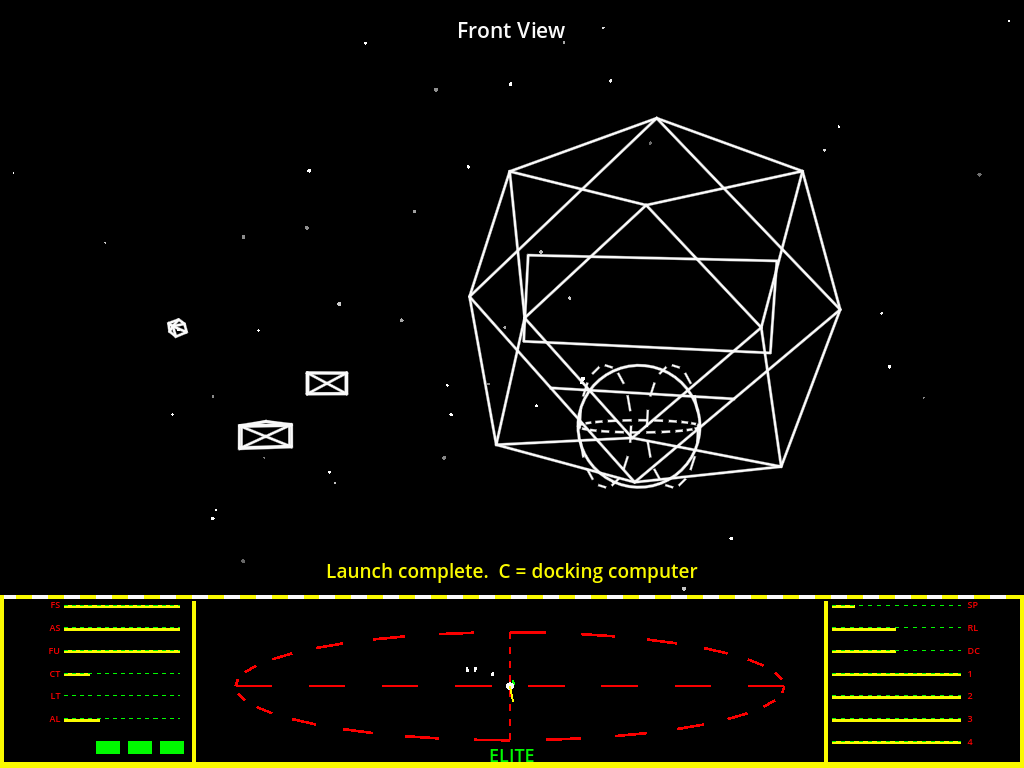 Front View
Launch complete.  C = docking computer
FS
AS
FU
CT
LT
AL
SP
RL
DC
1
2
3
4
ELITE